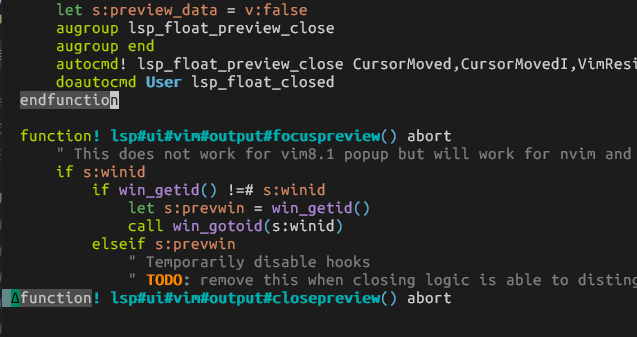 let s:preview_data = v:false
augroup lsp_float_preview_close
augroup end
autocmd! lsp_float_preview_close CursorMoved,CursorMovedI,VimResi
doautocmd User lsp_float_closed
endfunction
function! lsp#ui#vim#output#focuspreview() abort
" This does not work for vim8.1 popup but will work for nvim and
if s:winid
if win_getid() !=# s:winid
let s:prevwin = win_getid()
call win_gotoid(s:winid)
elseif s:prevwin
" Temporarily disable hooks
" TODO: remove this when closing logic is able to disting
Δfunction! lsp#ui#vim#output#closepreview() abort